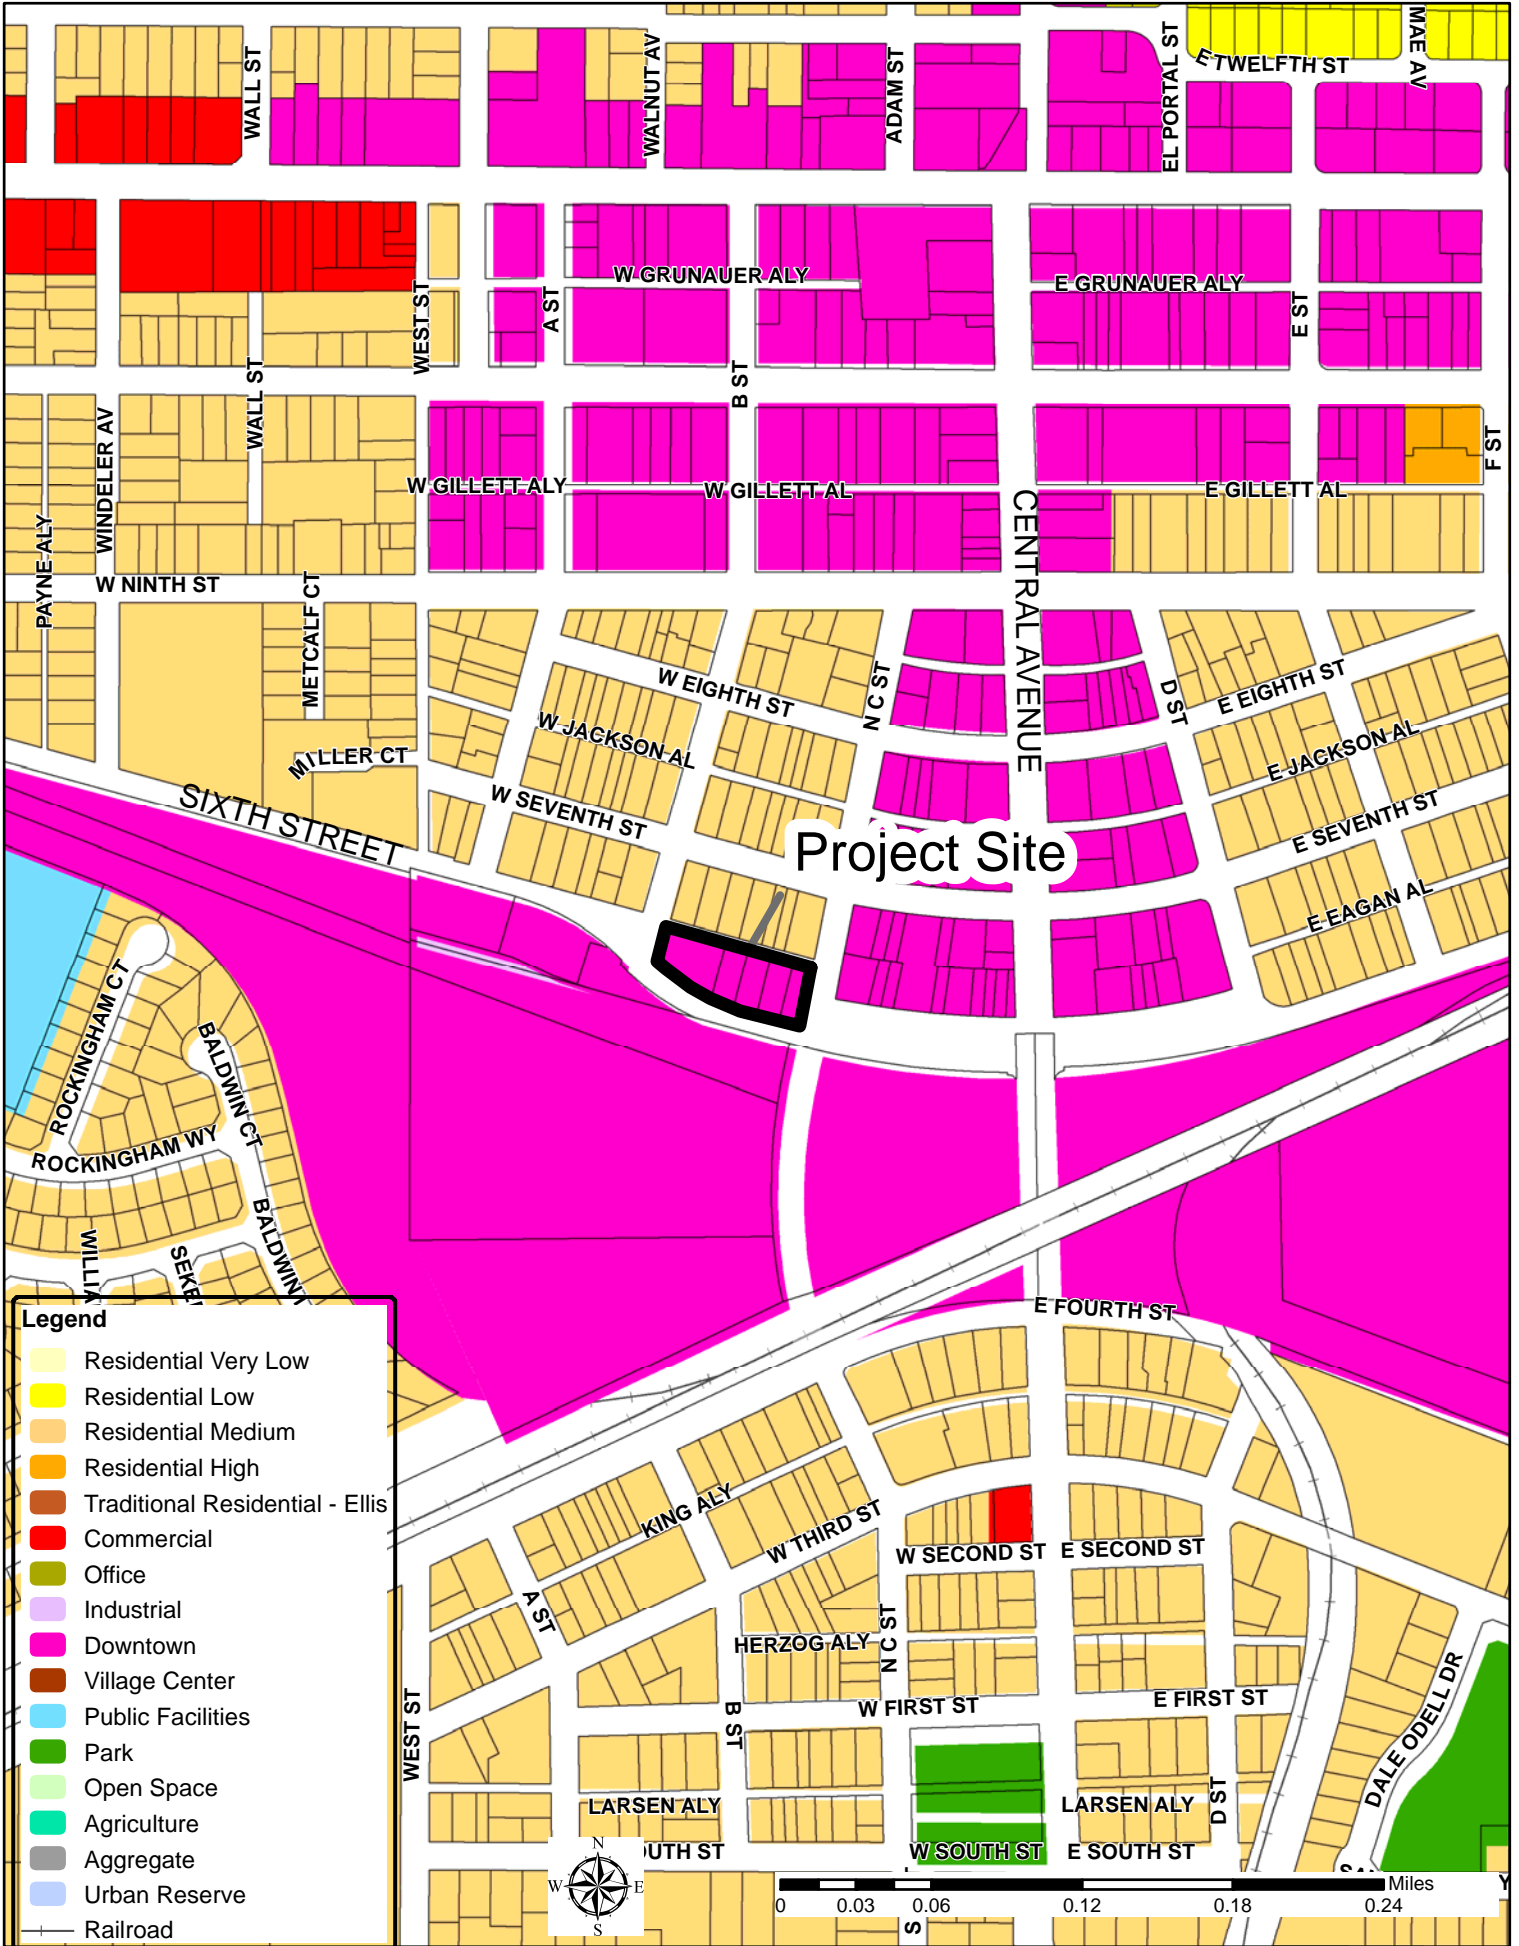 WALL ST
WALNUT AV
ADAM ST
EL PORTAL ST
E TWELFTH ST
MAE AV
W GRUNAUER ALY
E GRUNAUER ALY
WEST ST
A ST
E ST
B ST
WALL ST
WINDELER AV
F ST
W GILLETT ALY
W GILLETT AL
E GILLETT AL
PAYNE ALY
CENTRAL AVENUE
W NINTH ST
METCALF CT
W EIGHTH ST
N C ST
D ST
E EIGHTH ST
W JACKSON AL
E JACKSON AL
MILLER CT
SIXTH STREET
W SEVENTH ST
E SEVENTH ST
Project Site
E EAGAN AL
ROCKINGHAM CT
BALDWIN CT
ROCKINGHAM WY
BALDWIN
E FOURTH ST
KING ALY
W THIRD ST
W SECOND ST
E SECOND ST
A ST
HERZOG ALY
N C ST
W FIRST ST
E FIRST ST
WEST ST
B ST
DALE ODELL DR
LARSEN ALY
LARSEN ALY
D ST
W SOUTH ST
E SOUTH ST
Legend
Residential Very Low
Residential Low
Residential Medium
Residential High
Traditional Residential - Ellis
Commercial
Office
Industrial
Downtown
Village Center
Public Facilities
Park
Open Space
Agriculture
Aggregate
Urban Reserve
Railroad
N
W E
S
Miles
0 0.03 0.06 0.12 0.18 0.24